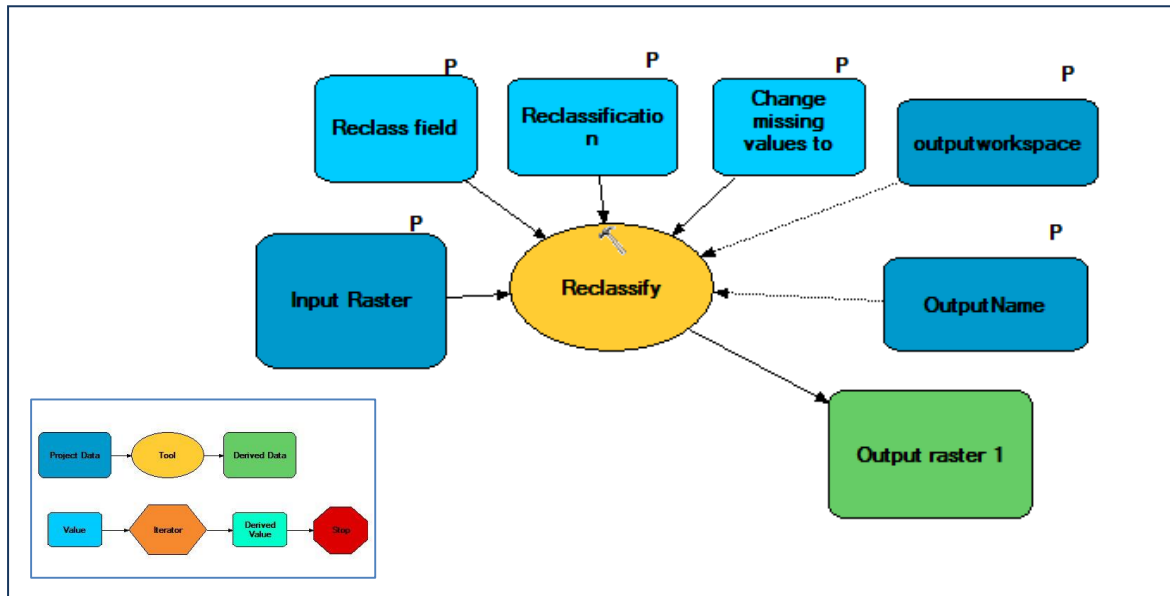 P
Reclass field
P
Reclassificatio
n
P
Change
missing
values to
P
outputworkspace
P
Input Raster
Reclassify
P
OutputName
Output raster 1
Project Data
Tool
Derived Data
Value
Iterator
Derived
Value
Stop